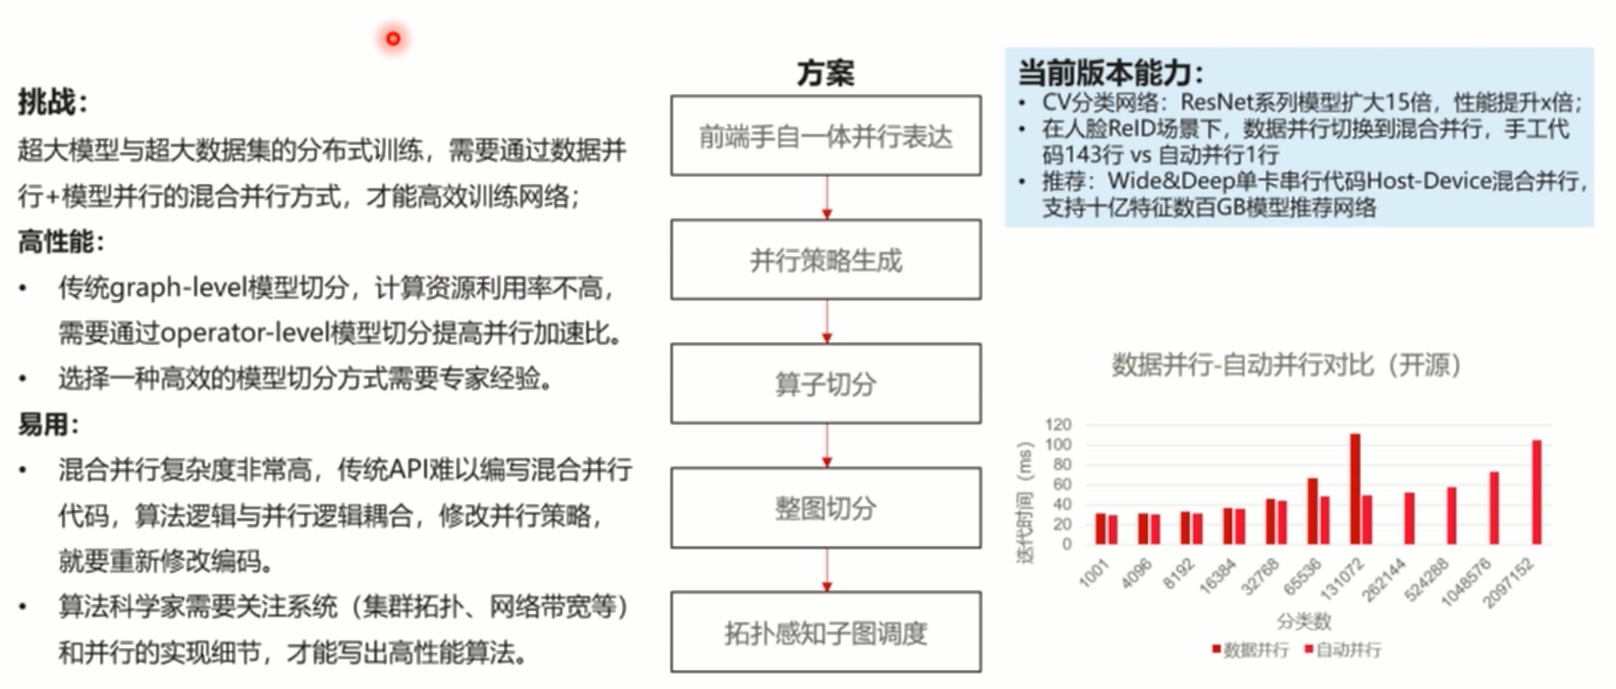 挑战：
超大模型与超大数据集的分布式训练，需要通过数据并
行+模型并行的混合并行方式，才能高效训练网络；
高性能：
• 传统graph-level模型切分，计算资源利用率不高，
需要通过operator-level模型切分提高并行加速比。
• 选择一种高效的模型切分方式需要专家经验。
易用：
• 混合并行复杂度非常高，传统API难以编写混合并行
代码，算法逻辑与并行逻辑耦合，修改并行策略，
就要重新修改编码。
• 算法科学家需要关注系统（集群拓扑、网络带宽等）
和并行的实现细节，才能写出高性能算法。
方案
前端手自一体并行表达
并行策略生成
算子切分
整图切分
拓扑感知子图调度
当前版本能力：
• CV分类网络：ResNet系列模型扩大15倍，性能提升x倍；
• 在人脸ReID场景下，数据并行切换到混合并行，手工代
码143行 vs 自动并行1行
• 推荐：Wide&Deep单卡串行代码Host-Device混合并行，
支持十亿特征数百GB模型推荐网络
数据并行-自动并行对比（开源）
迭代时间（ms）
120
100
80
60
40
20
0
1001
4096
8192
16384
32768
65536
131072
262144
524288
1048576
2097152
分类数
数据并行 自动并行